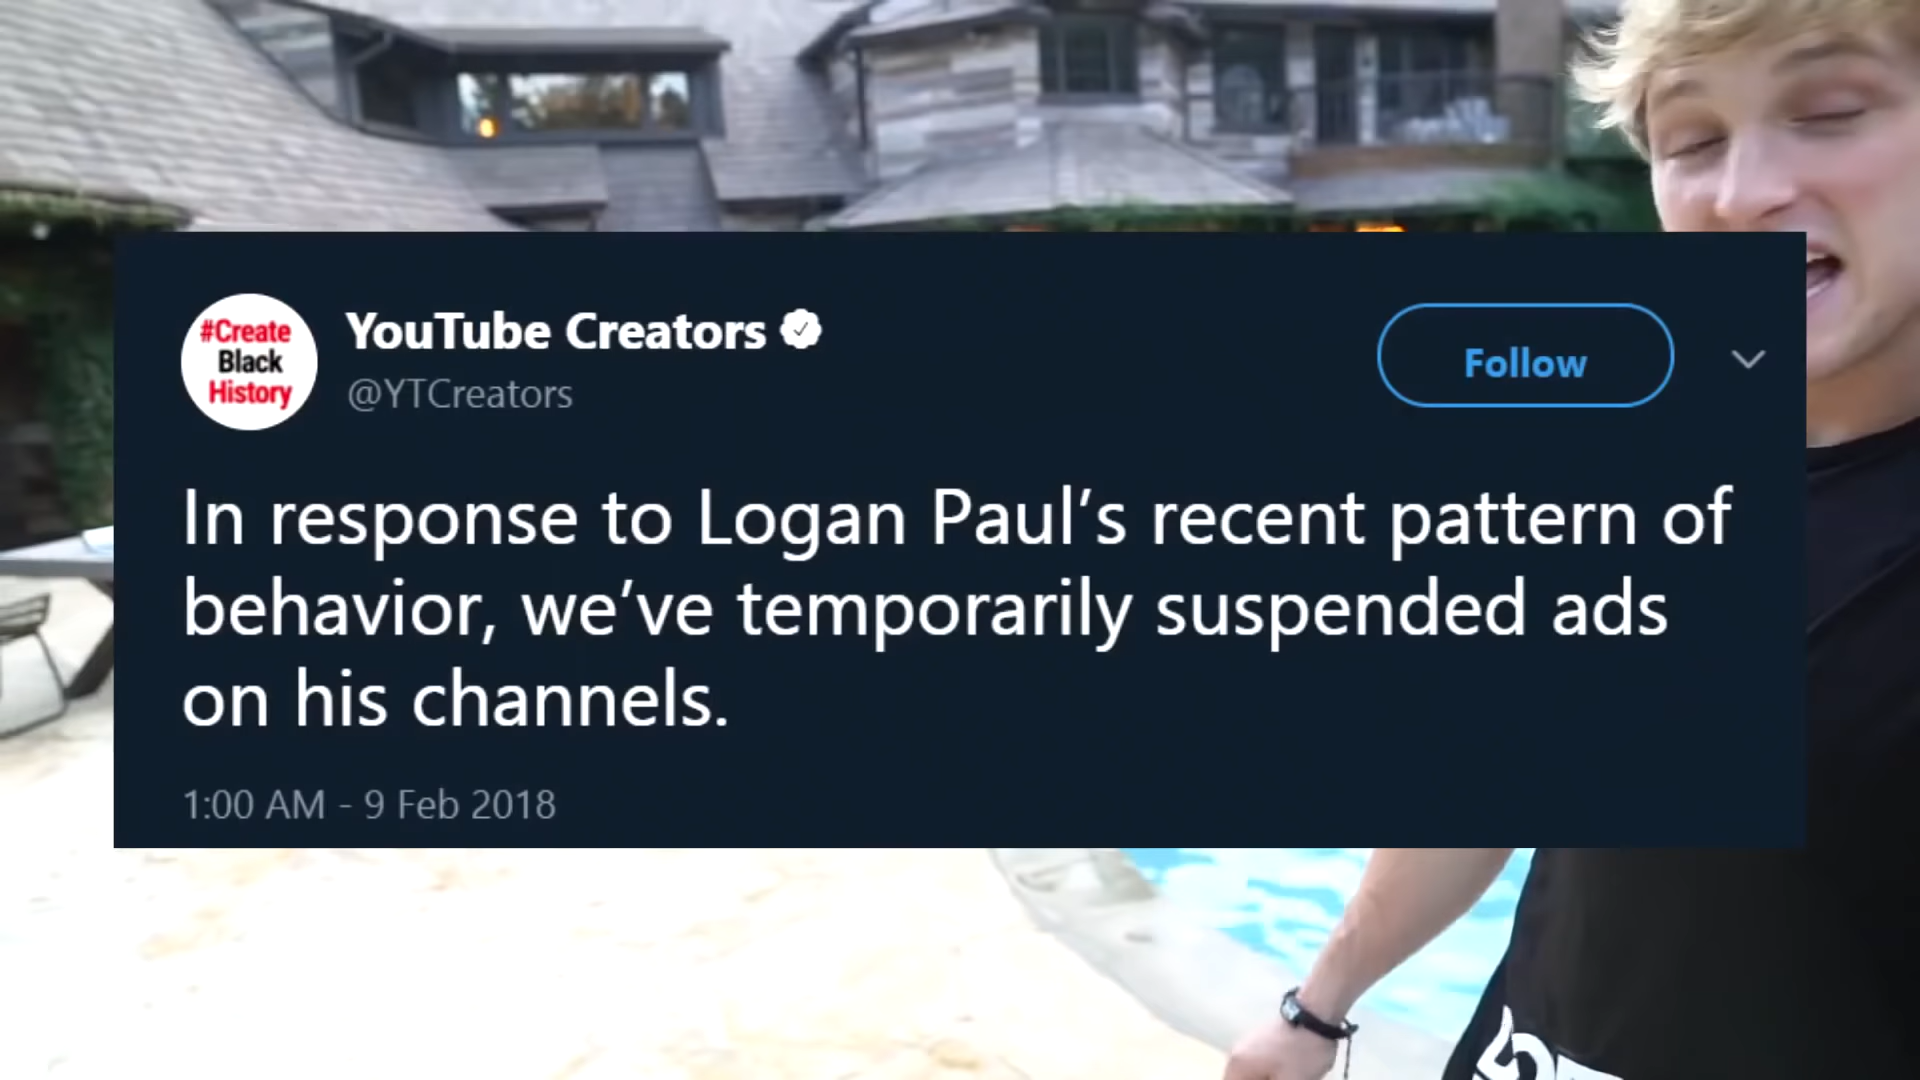 #Create
Black
History
YouTube Creators
@YTCreators
Follow
In response to Logan Paul’s recent pattern of
behavior, we’ve temporarily suspended ads
on his channels.
1:00 AM - 9 Feb 2018